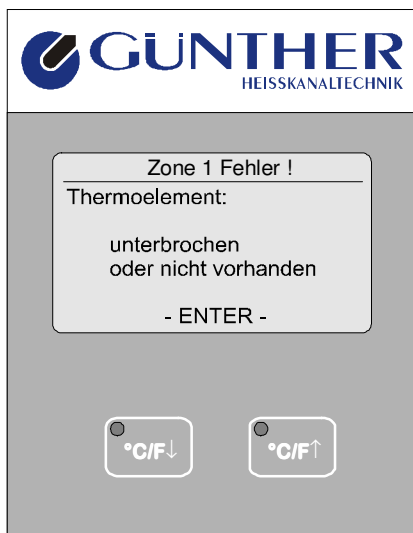 GÜNTHER
HEISSKANALTECHNIK
Zone 1 Fehler !
Thermoelement:
unterbrochen
oder nicht vorhanden
- ENTER -
°C/F↓ °C/F↑